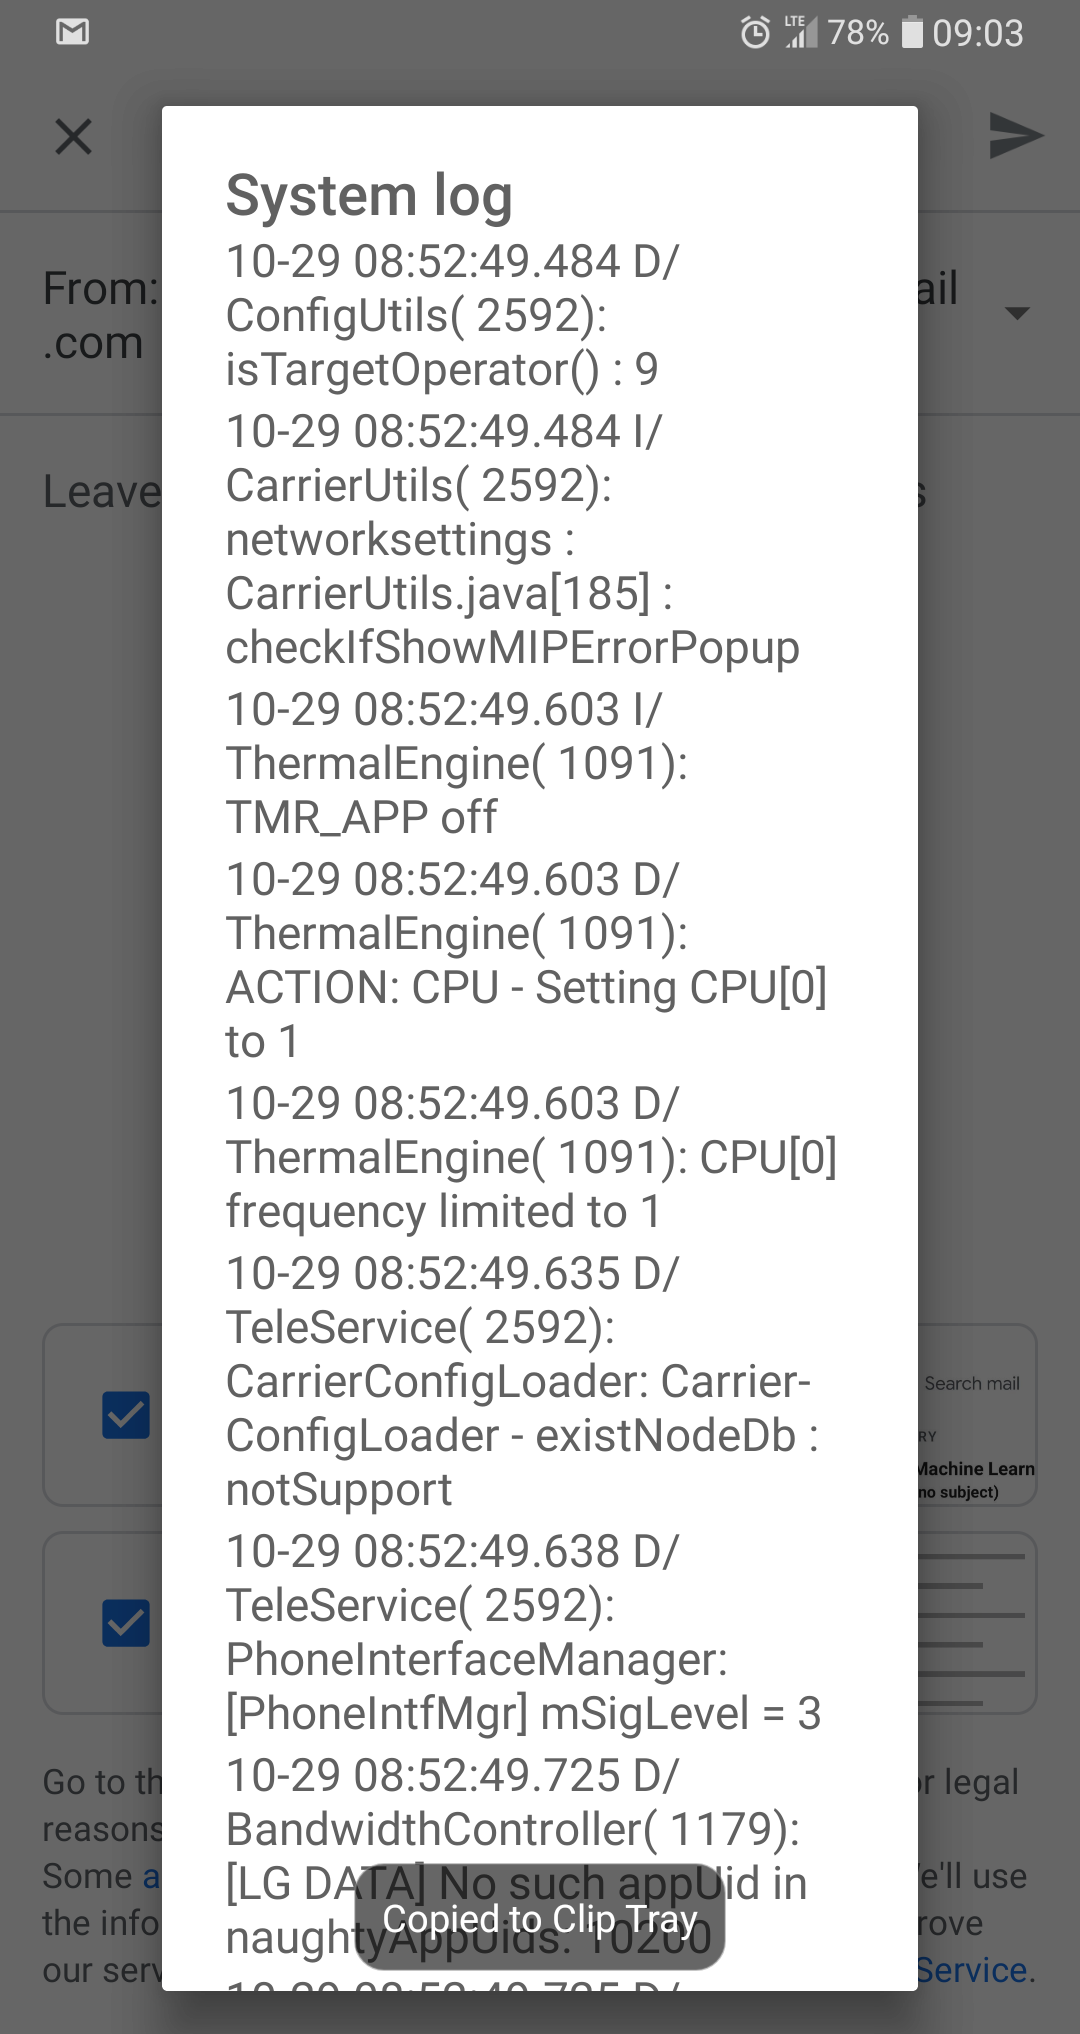 LTE 78% 09:03
System log
10-29 08:52:49.484 D/
ConfigUtils( 2592):
isTargetOperator() : 9
10-29 08:52:49.484 I/
CarrierUtils( 2592):
networksettings :
CarrierUtils.java[185] :
checkIfShowMIPErrorPopup
10-29 08:52:49.603 I/
ThermalEngine( 1091):
TMR_APP off
10-29 08:52:49.603 D/
ThermalEngine( 1091):
ACTION: CPU - Setting CPU[0]
to 1
10-29 08:52:49.603 D/
ThermalEngine( 1091): CPU[0]
frequency limited to 1
10-29 08:52:49.635 D/
TeleService( 2592):
CarrierConfigLoader: Carrier-
ConfigLoader - existNodeDb :
notSupport
10-29 08:52:49.638 D/
TeleService( 2592):
PhoneInterfaceManager:
[PhoneIntfMgr] mSigLevel = 3
10-29 08:52:49.725 D/
BandwidthController( 1179):
[LG DATA] No such appUid in
naughtyAppUids: 10200
Copied to Clip Tray
From:
.com
ail
Leave
Search mail
RY
Machine Learn
no subject)
Go to th
r legal
reasons
Some a
e'll use
the info
rove
our serv
Service.